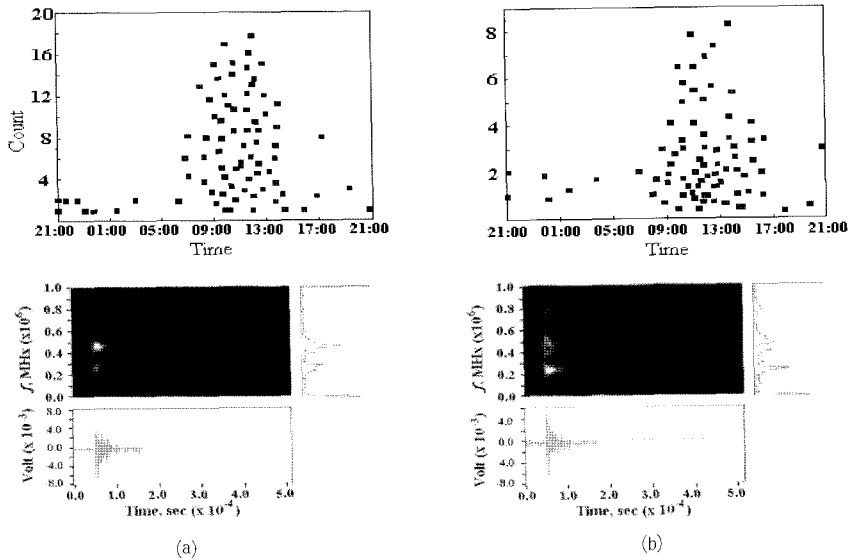 20
16
12
8
4
Count
21:00 01:00 05:00 09:00 13:00 17:00 21:00
Time
8
6
4
2
21:00 01:00 05:00 09:00 13:00 17:00 21:00
Time
1.0
0.8
0.6
0.4
0.2
0.0
f, MHx (x10⁶)
8.0
4.0
0.0
-4.0
-8.0
Volt (x 10⁻³)
0.0 1.0 2.0 3.0 4.0 5.0
Time, sec (x 10⁻⁴)
(a)
1.0
0.8
0.6
0.4
0.2
0.0
f, MHx (x10⁶)
4.0
0.0
-4.0
-8.0
Volt (x 10⁻³)
0.0 1.0 2.0 3.0 4.0 5.0
Time, sec (x 10⁻⁴)
(b)